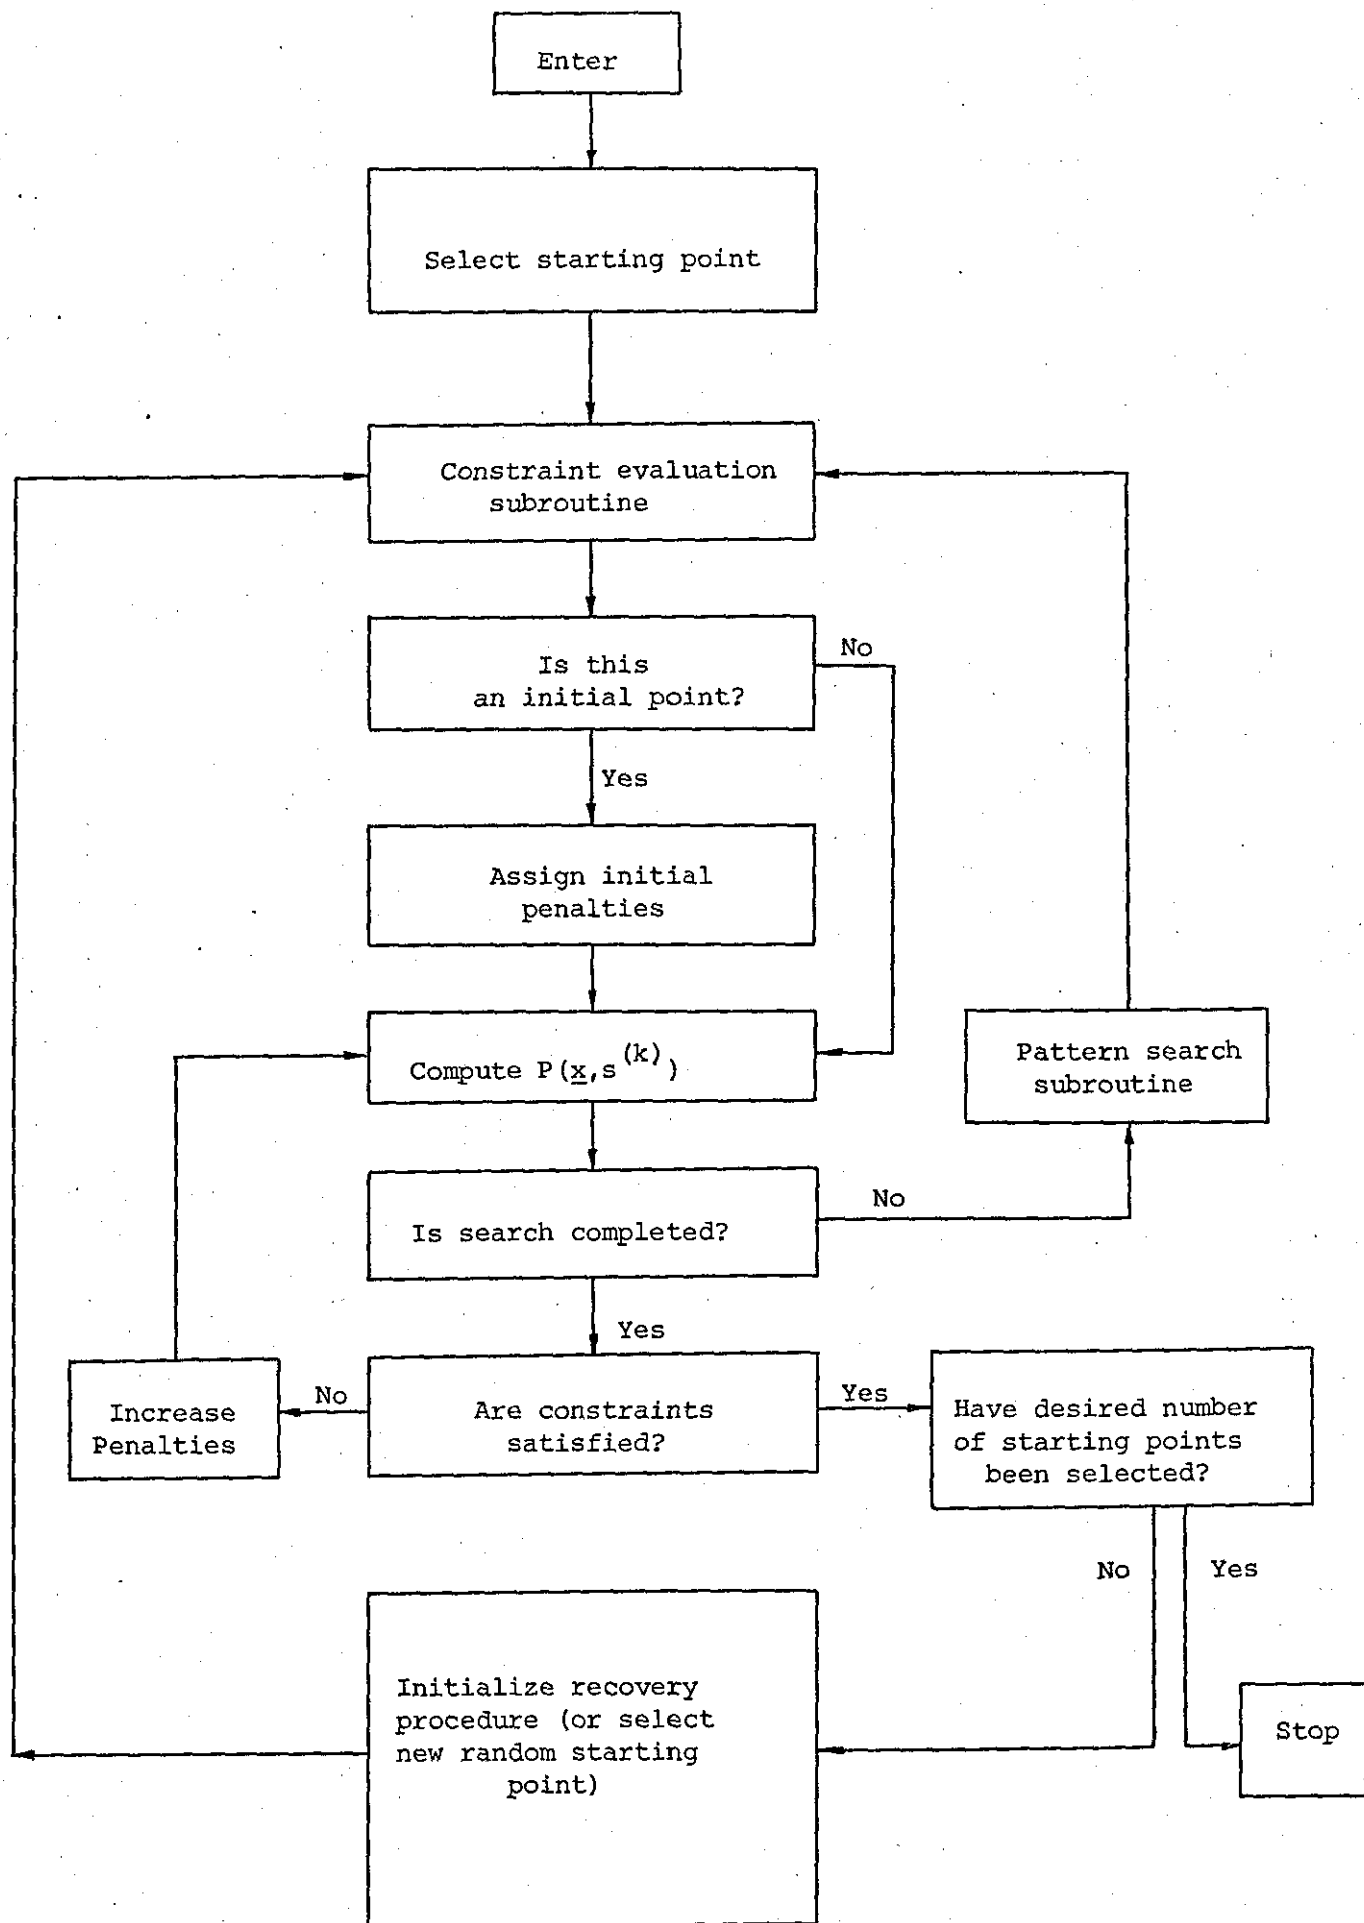 Enter
Select starting point
Constraint evaluation
subroutine
Is this
an initial point?
No
Yes
Assign initial
penalties
Compute P(x,s(k))
Pattern search
subroutine
Is search completed?
No
Yes
Increase
Penalties
No
Are constraints
satisfied?
Yes
Have desired number
of starting points
been selected?
No
Yes
Initialize recovery
procedure (or select
new random starting
point)
Stop